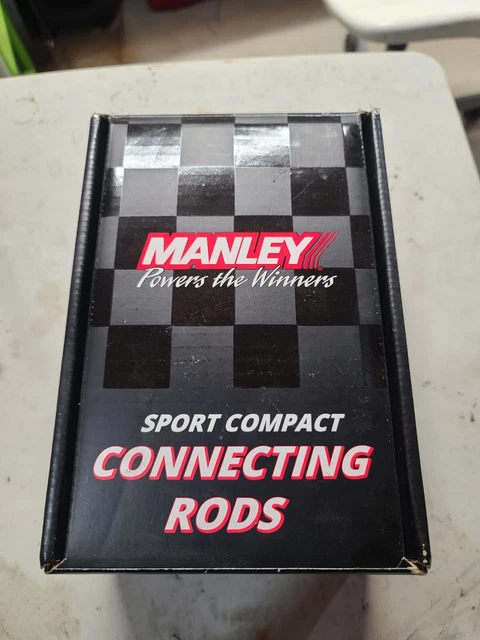 MANLEY
Powers the Winners
SPORT COMPACT
CONNECTING
RODS